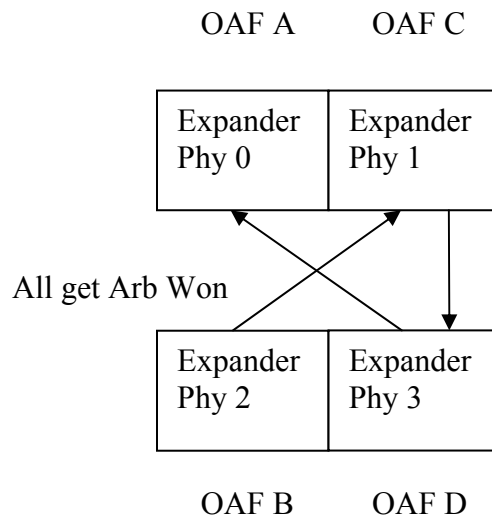 OAF A
OAF C
Expander
Phy 0
Expander
Phy 1
All get Arb Won
Expander
Phy 2
Expander
Phy 3
OAF B
OAF D